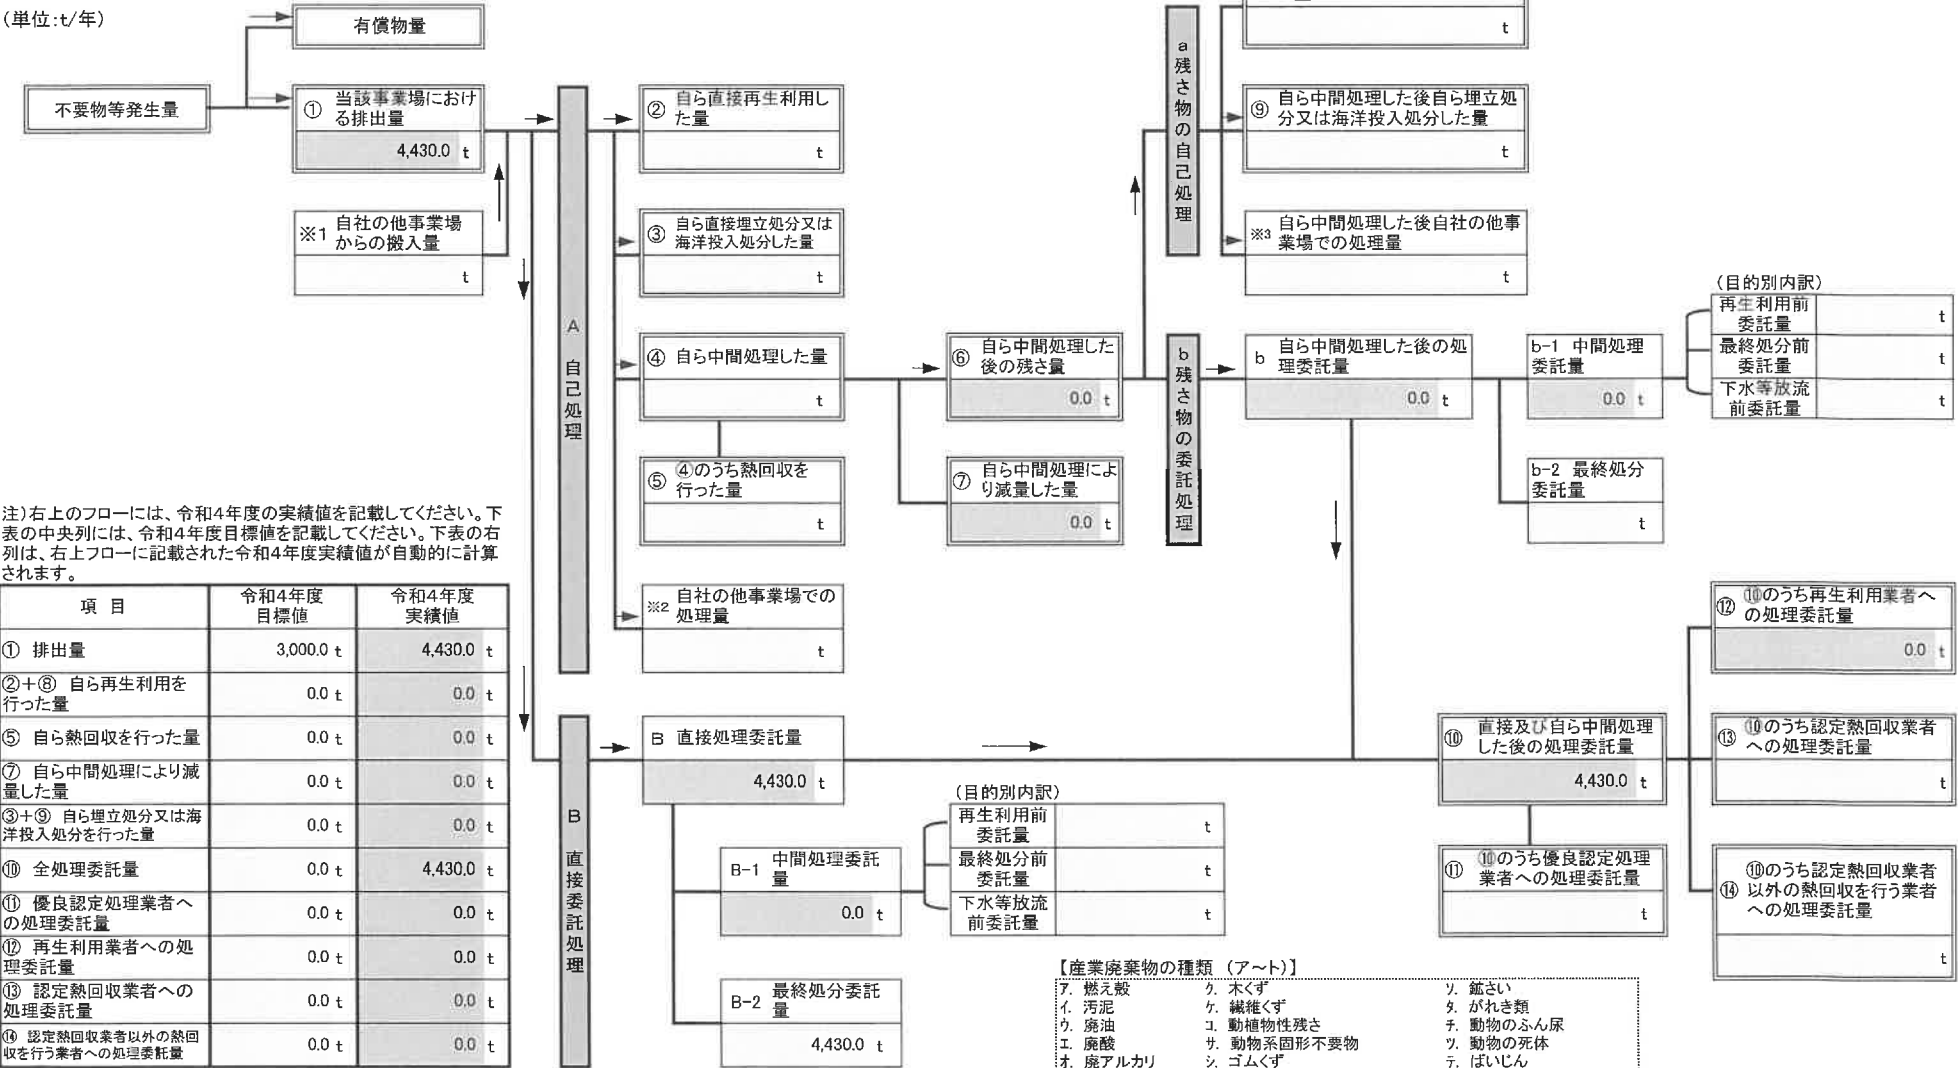 (単位:t/年)
有償物量
不要物等発生量
① 当該事業場におけ
る排出量
4,430.0 t
※1 自社の他事業場
からの搬入量
t
A 自己処理
② 自ら直接再生利用し
た量
t
③ 自ら直接埋立処分又は
海洋投入処分した量
t
④ 自ら中間処理した量
t
⑤ ④のうち熱回収を
行った量
t
※2 自社の他事業場での
処理量
t
⑥ 自ら中間処理した
後の残さ量
0.0 t
⑦ 自ら中間処理によ
り減量した量
0.0 t
a 残さ物の自己処理
t
⑨ 自ら中間処理した後自ら埋立処
分又は海洋投入処分した量
t
※3 自ら中間処理した後自社の他事
業場での処理量
t
b 残さ物の委託処理
b 自ら中間処理した後の処
理委託量
0.0 t
b-1 中間処理
委託量
0.0 t
(目的別内訳)
再生利用前
委託量 t
最終処分前
委託量 t
下水等放流
前委託量 t
b-2 最終処分
委託量
t
注)右上のフローには、令和4年度の実績値を記載してください。下
表の中央列には、令和4年度目標値を記載してください。下表の右
列は、右上フローに記載された令和4年度実績値が自動的に計算
されます。
項 目 令和4年度 令和4年度
目標値 実績値
① 排出量 3,000.0 t 4,430.0 t
②+⑧ 自ら再生利用を
行った量 0.0 t 0.0 t
⑤ 自ら熱回収を行った量 0.0 t 0.0 t
⑦ 自ら中間処理により減
量した量 0.0 t 0.0 t
③+⑨ 自ら埋立処分又は海
洋投入処分を行った量 0.0 t 0.0 t
⑩ 全処理委託量 0.0 t 4,430.0 t
⑪ 優良認定処理業者へ
の処理委託量 0.0 t 0.0 t
⑫ 再生利用業者への処
理委託量 0.0 t 0.0 t
⑬ 認定熱回収業者への
処理委託量 0.0 t 0.0 t
⑭ 認定熱回収業者以外の熱回
収を行う業者への処理委託量 0.0 t 0.0 t
B 直接委託処理
B 直接処理委託量
4,430.0 t
B-1 中間処理委託
量
0.0 t
(目的別内訳)
再生利用前
委託量 t
最終処分前
委託量 t
下水等放流
前委託量 t
B-2 最終処分委託
量
4,430.0 t
⑩ 直接及び自ら中間処理
した後の処理委託量
4,430.0 t
⑪ ⑩のうち優良認定処理
業者への処理委託量
t
⑫ ⑩のうち再生利用業者へ
の処理委託量
0.0 t
⑬ ⑩のうち認定熱回収業者
への処理委託量
t
⑭ ⑩のうち認定熱回収業者
以外の熱回収を行う業者
への処理委託量
t
【産業廃棄物の種類 (ア~ト)】
ア. 燃え殻 ク. 木くず ソ. 鉱さい
イ. 汚泥 ケ. 繊維くず タ. がれき類
ウ. 廃油 コ. 動植物性残さ チ. 動物のふん尿
エ. 廃酸 サ. 動物系固形不要物 ツ. 動物の死体
オ. 廃アルカリ シ. ゴムくず テ. ばいじん